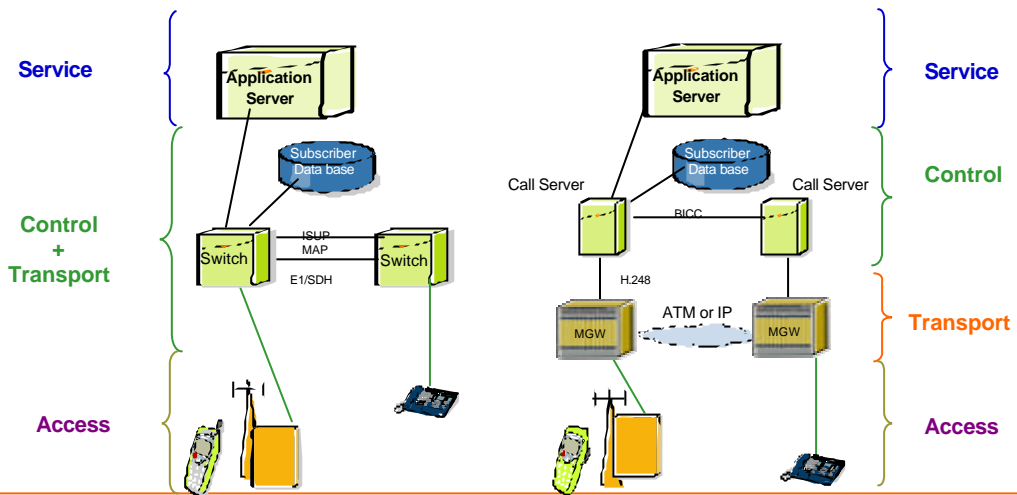 Service
Application
Server
Subscriber
Data base
Control
+
Transport
Switch
ISUP
MAP
E1/SDH
Switch
Access
Application
Server
Service
Subscriber
Data base
Call Server
Call Server
Control
BICC
H.248
MGW
ATM or IP
MGW
Transport
Access